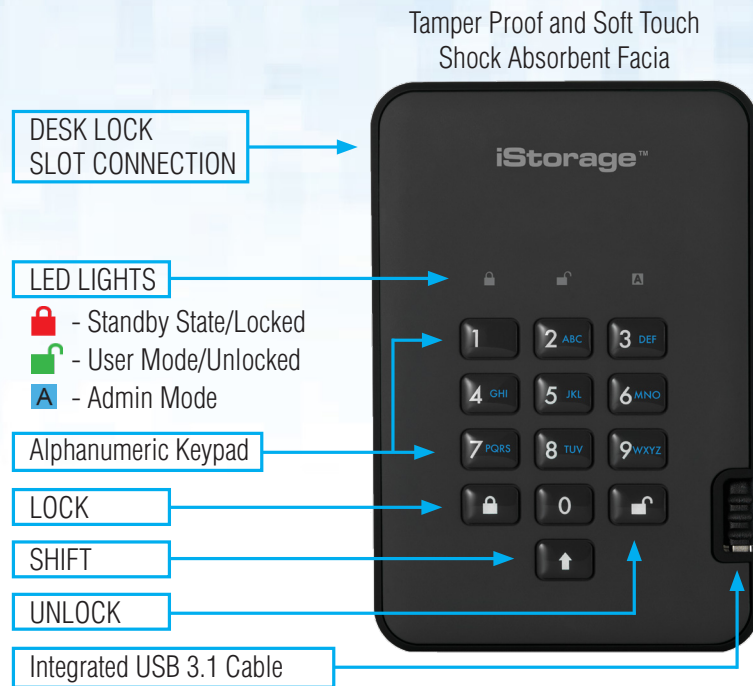 Tamper Proof and Soft Touch
Shock Absorbent Facia
DESK LOCK
SLOT CONNECTION
iStorage™
LED LIGHTS
A
- Standby State/Locked
- User Mode/Unlocked
A - Admin Mode
1
2 ABC
3 DEF
4 GHI
5 JKL
6 MNO
Alphanumeric Keypad
7 PQRS
8 TUV
9 WXYZ
LOCK
0
SHIFT
UNLOCK
Integrated USB 3.1 Cable